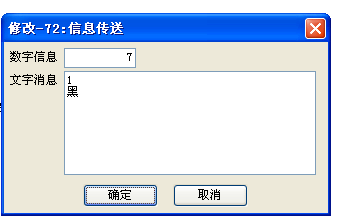 修改-72:信息传送
数字信息 7
文字消息 1
黑
确定 取消